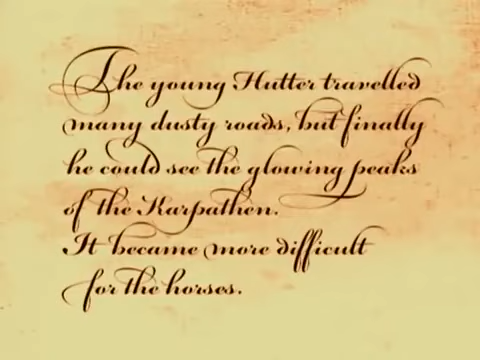 The young Hutter travelled
many dusty roads, but finally
he could see the glowing peaks
of the Karpathen.
It became more difficult
for the horses.